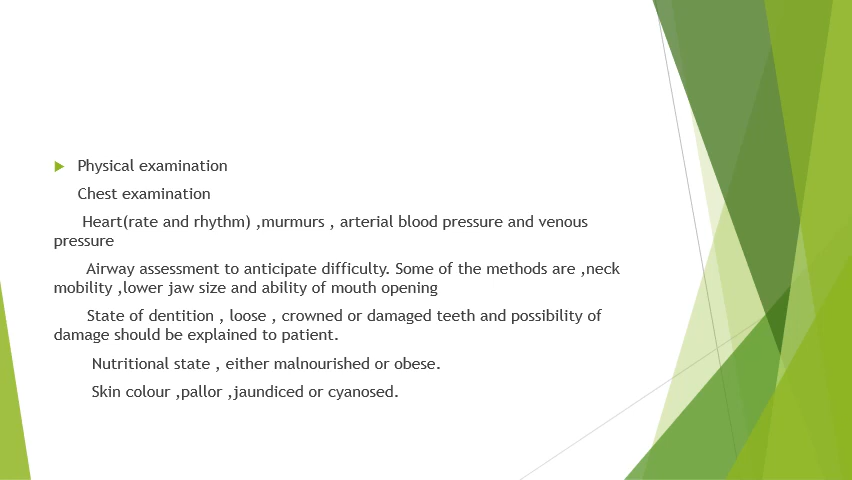 Physical examination
Chest examination
Heart(rate and rhythm) ,murmurs , arterial blood pressure and venous
pressure
Airway assessment to anticipate difficulty. Some of the methods are ,neck
mobility ,lower jaw size and ability of mouth opening
State of dentition , loose , crowned or damaged teeth and possibility of
damage should be explained to patient.
Nutritional state , either malnourished or obese.
Skin colour ,pallor ,jaundiced or cyanosed.